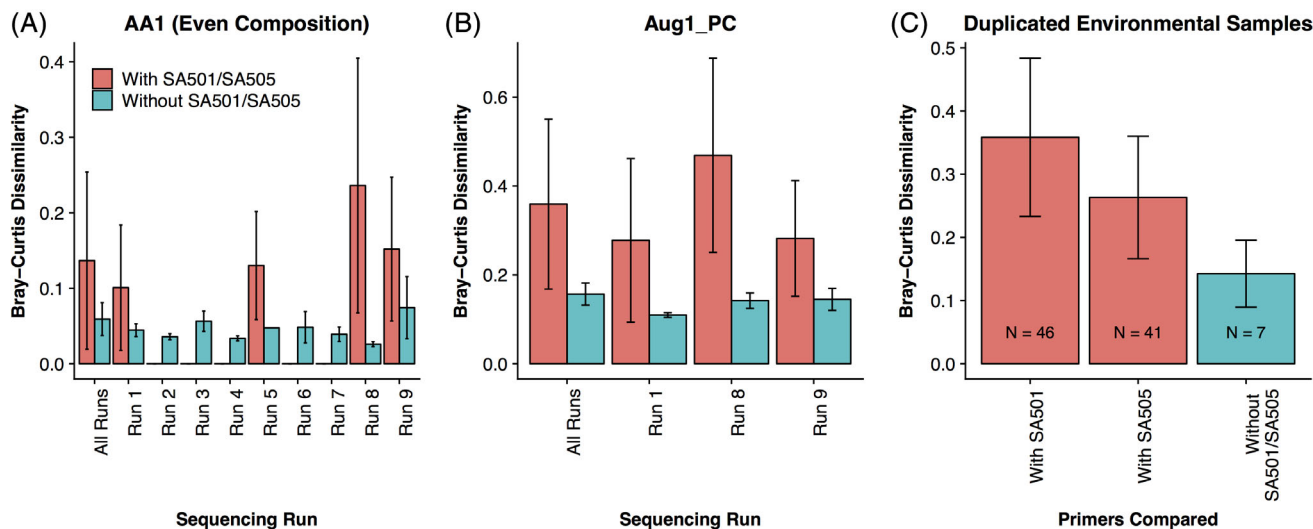 (A)
AA1 (Even Composition)
Bray−Curtis Dissimilarity
0.4
0.3
0.2
0.1
0.0
With SA501/SA505
Without SA501/SA505
All Runs
Run 1
Run 2
Run 3
Run 4
Run 5
Run 6
Run 7
Run 8
Run 9
Sequencing Run
(B)
Aug1_PC
Bray−Curtis Dissimilarity
0.6
0.4
0.2
0.0
All Runs
Run 1
Run 8
Run 9
Sequencing Run
(C)
Duplicated Environmental Samples
Bray−Curtis Dissimilarity
0.5
0.4
0.3
0.2
0.1
0.0
N = 46
N = 41
N = 7
With SA501
With SA505
Without
SA501/SA505
Primers Compared